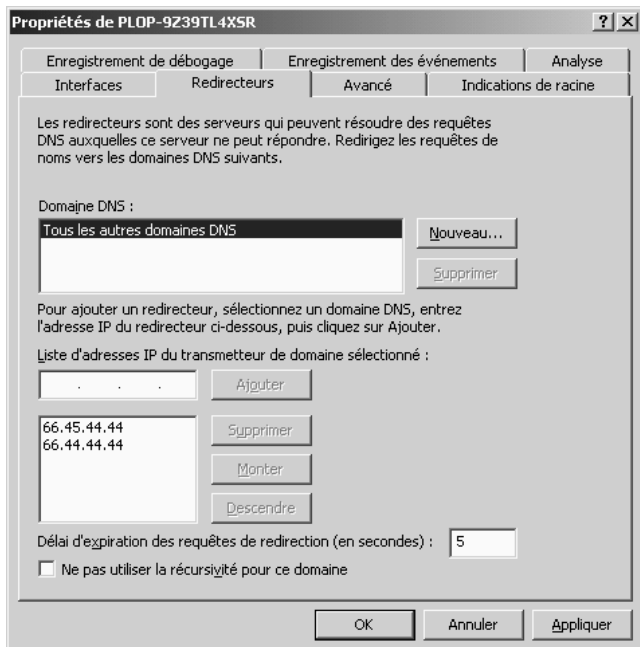 Propriétés de PLOP-9Z39TL4XSR
Enregistrement de débogage
Enregistrement des événements
Analyse
Interfaces
Redirecteurs
Avancé
Indications de racine
Les redirecteurs sont des serveurs qui peuvent résoudre des requêtes
DNS auxquelles ce serveur ne peut répondre. Redirigez les requêtes de
noms vers les domaines DNS suivants.
Domaine DNS :
Tous les autres domaines DNS
Nouveau...
Supprimer
Pour ajouter un redirecteur, sélectionnez un domaine DNS, entrez
l'adresse IP du redirecteur ci-dessous, puis cliquez sur Ajouter.
Liste d'adresses IP du transmetteur de domaine sélectionné :
. . .
Ajouter
66.45.44.44
66.44.44.44
Supprimer
Monter
Descendre
Délai d'expiration des requêtes de redirection (en secondes) :
5
Ne pas utiliser la récursivité pour ce domaine
OK
Annuler
Appliquer